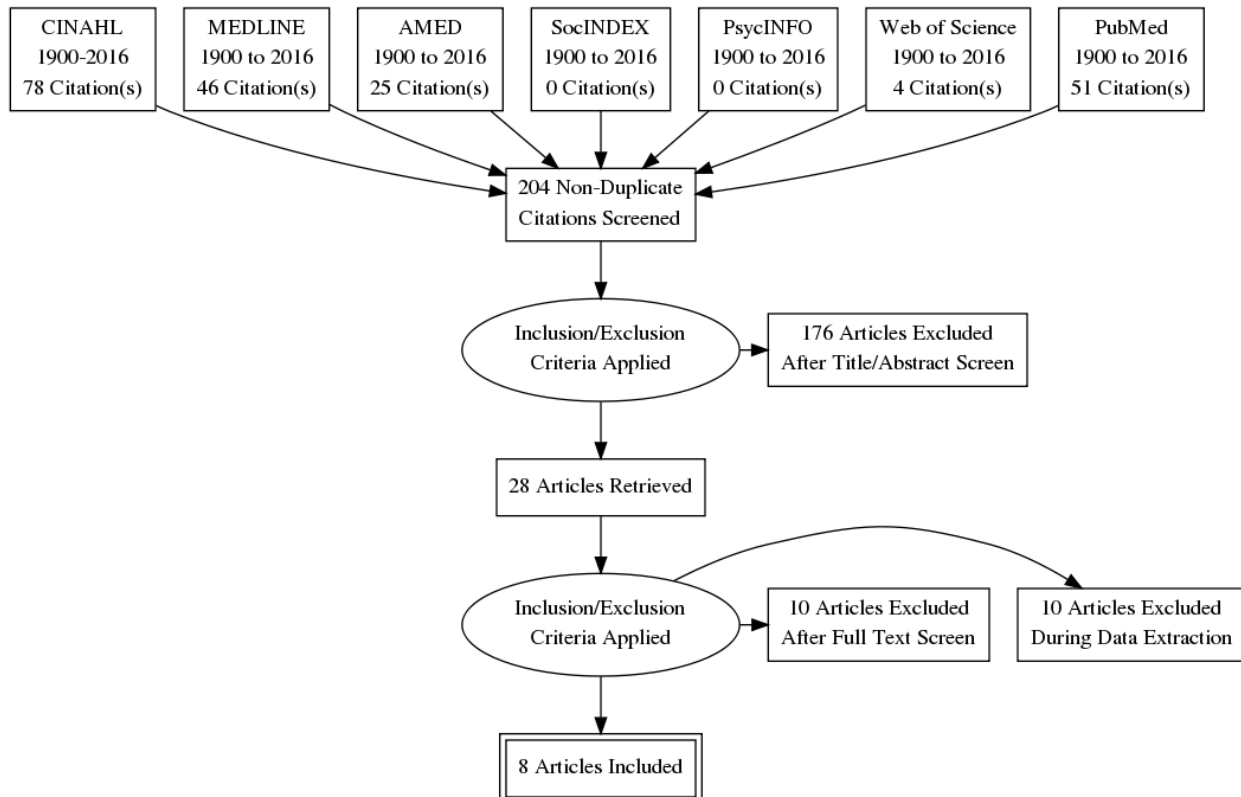 CINAHL
1900-2016
78 Citation(s)
MEDLINE
1900 to 2016
46 Citation(s)
AMED
1900 to 2016
25 Citation(s)
SocINDEX
1900 to 2016
0 Citation(s)
PsycINFO
1900 to 2016
0 Citation(s)
Web of Science
1900 to 2016
4 Citation(s)
PubMed
1900 to 2016
51 Citation(s)
204 Non-Duplicate
Citations Screened
Inclusion/Exclusion
Criteria Applied
176 Articles Excluded
After Title/Abstract Screen
28 Articles Retrieved
Inclusion/Exclusion
Criteria Applied
10 Articles Excluded
After Full Text Screen
10 Articles Excluded
During Data Extraction
8 Articles Included